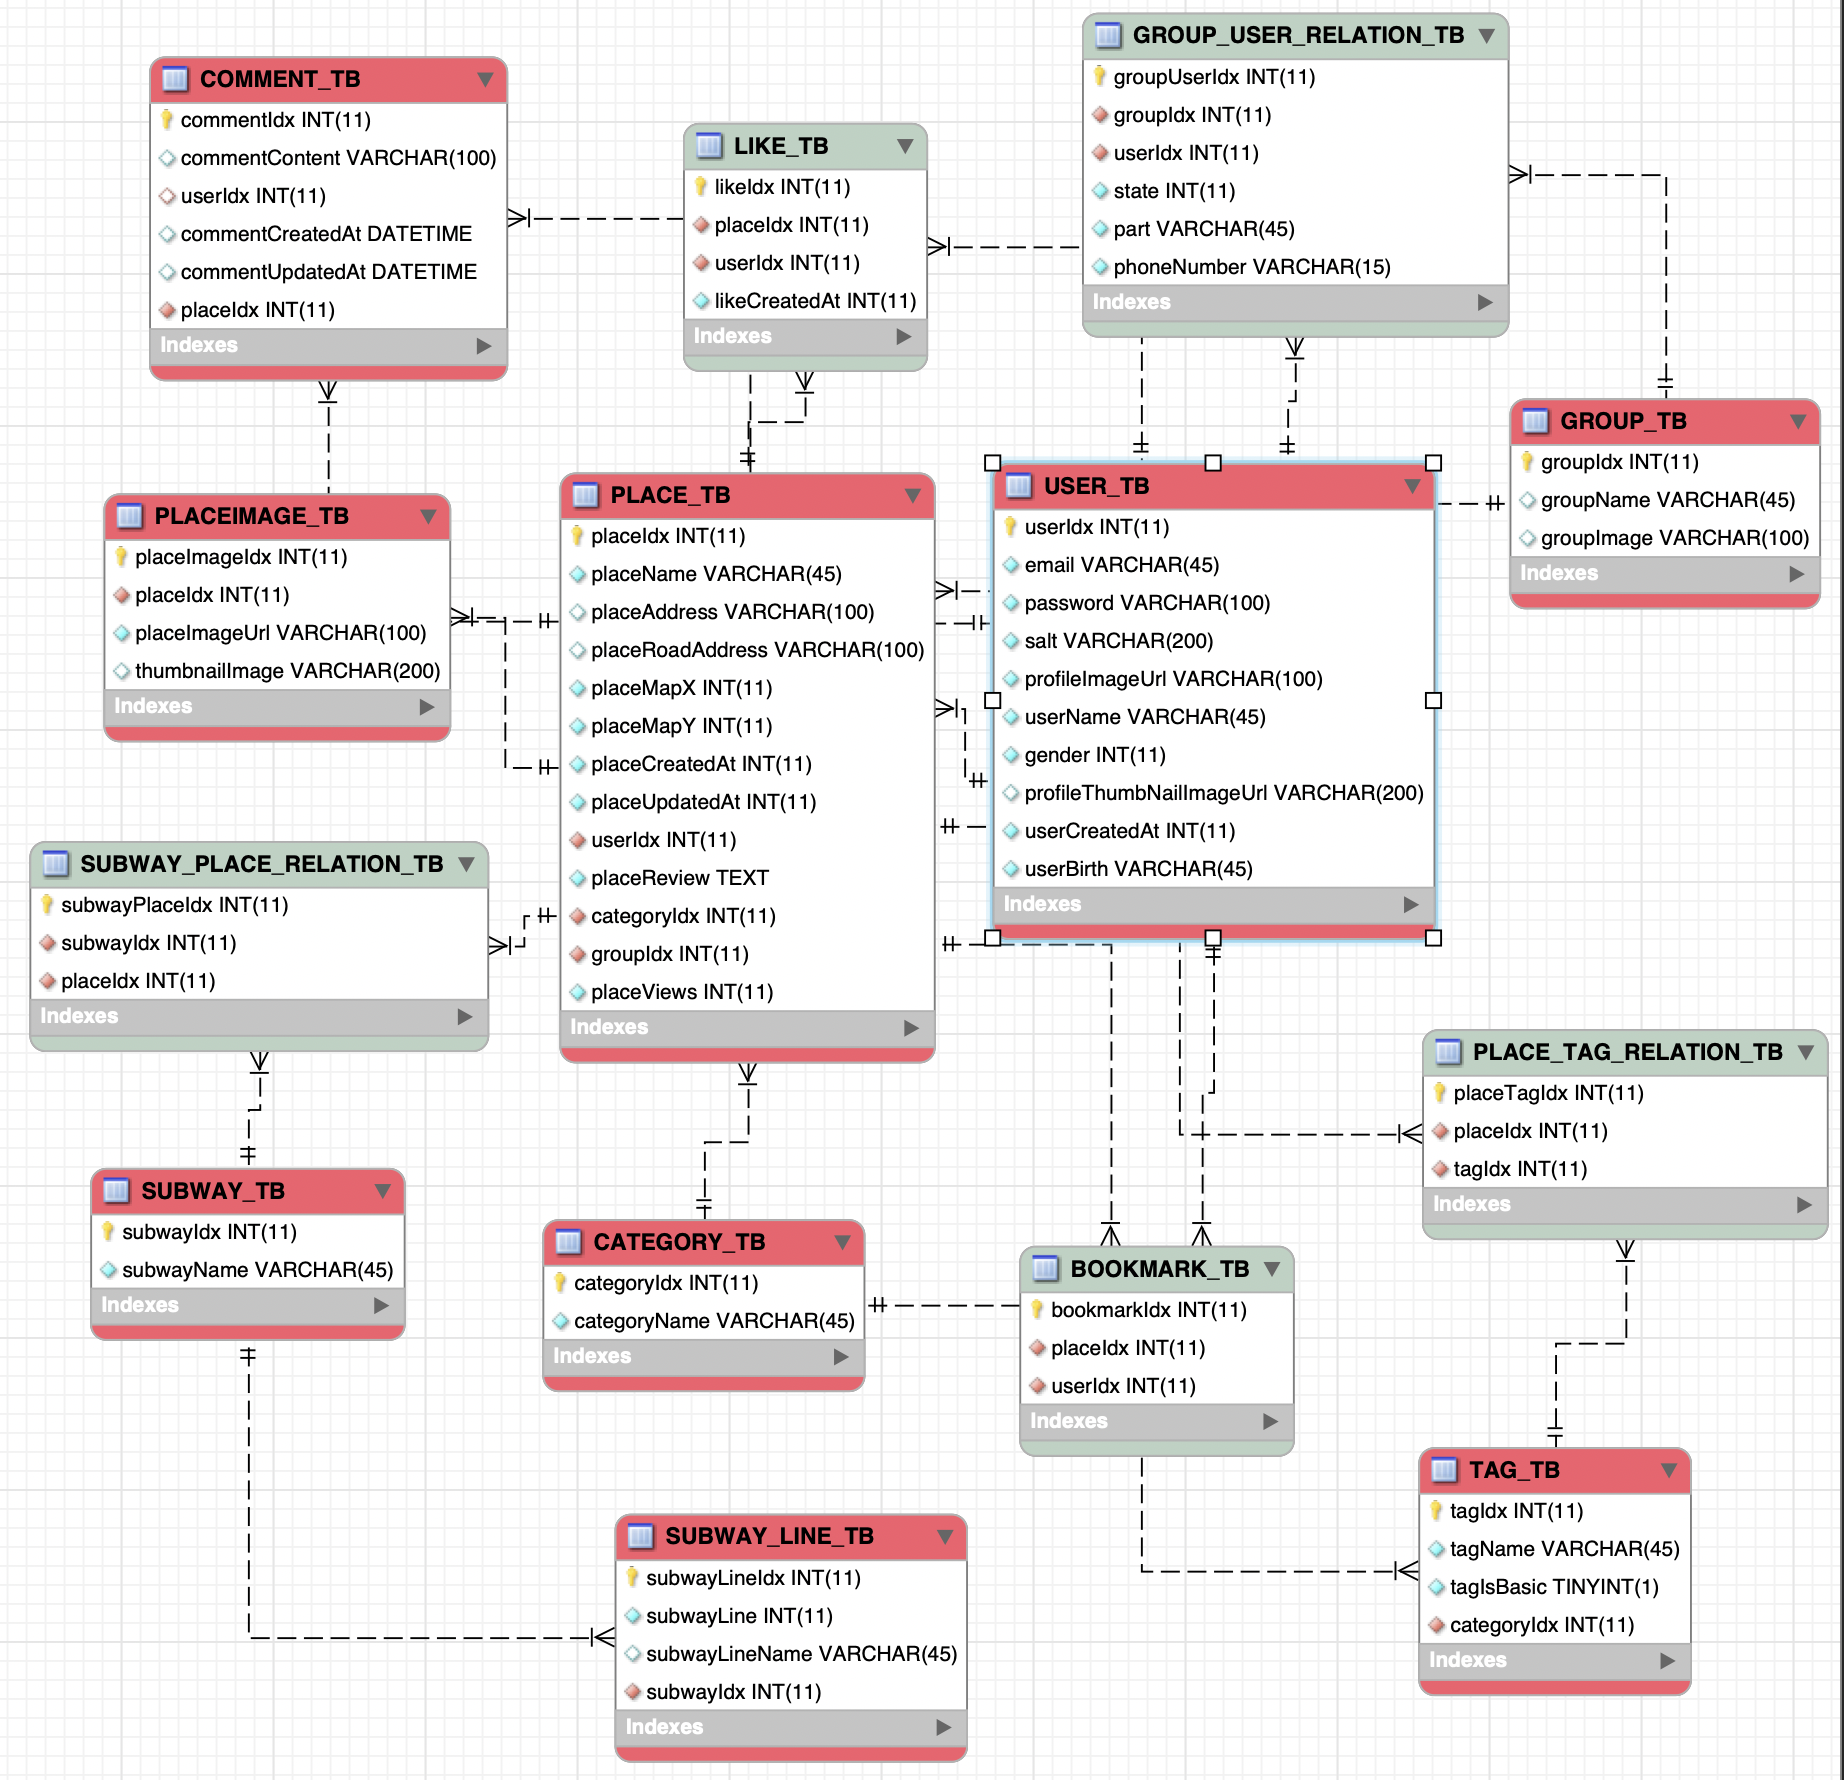 GROUP_USER_RELATION_TB
groupUserIdx INT(11)
groupIdx INT(11)
userIdx INT(11)
state INT(11)
part VARCHAR(45)
phoneNumber VARCHAR(15)
Indexes
COMMENT_TB
commentIdx INT(11)
commentContent VARCHAR(100)
userIdx INT(11)
commentCreatedAt DATETIME
commentUpdatedAt DATETIME
placeIdx INT(11)
Indexes
LIKE_TB
likeIdx INT(11)
placeIdx INT(11)
userIdx INT(11)
likeCreatedAt INT(11)
Indexes
GROUP_TB
groupIdx INT(11)
groupName VARCHAR(45)
groupImage VARCHAR(100)
Indexes
PLACEIMAGE_TB
placeImageIdx INT(11)
placeIdx INT(11)
placeImageUrl VARCHAR(100)
thumbnailImage VARCHAR(200)
Indexes
PLACE_TB
placeIdx INT(11)
placeName VARCHAR(45)
placeAddress VARCHAR(100)
placeRoadAddress VARCHAR(100)
placeMapX INT(11)
placeMapY INT(11)
placeCreatedAt INT(11)
placeUpdatedAt INT(11)
userIdx INT(11)
placeReview TEXT
categoryIdx INT(11)
groupIdx INT(11)
placeViews INT(11)
Indexes
USER_TB
userIdx INT(11)
email VARCHAR(45)
password VARCHAR(100)
salt VARCHAR(200)
profileImageUrl VARCHAR(100)
userName VARCHAR(45)
gender INT(11)
profileThumbNailImageUrl VARCHAR(200)
userCreatedAt INT(11)
userBirth VARCHAR(45)
Indexes
SUBWAY_PLACE_RELATION_TB
subwayPlaceIdx INT(11)
subwayIdx INT(11)
placeIdx INT(11)
Indexes
PLACE_TAG_RELATION_TB
placeTagIdx INT(11)
placeIdx INT(11)
tagIdx INT(11)
Indexes
SUBWAY_TB
subwayIdx INT(11)
subwayName VARCHAR(45)
Indexes
CATEGORY_TB
categoryIdx INT(11)
categoryName VARCHAR(45)
Indexes
BOOKMARK_TB
bookmarkIdx INT(11)
placeIdx INT(11)
userIdx INT(11)
Indexes
TAG_TB
tagIdx INT(11)
tagName VARCHAR(45)
tagIsBasic TINYINT(1)
categoryIdx INT(11)
Indexes
SUBWAY_LINE_TB
subwayLineIdx INT(11)
subwayLine INT(11)
subwayLineName VARCHAR(45)
subwayIdx INT(11)
Indexes